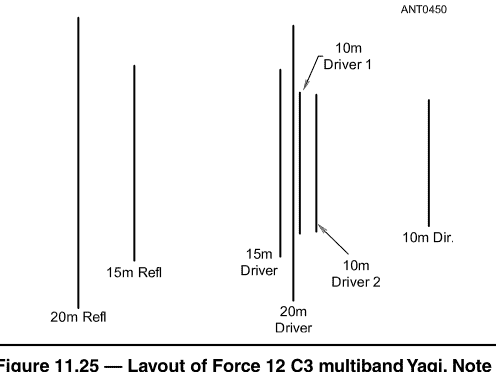 ANT0450
10m
Driver 1
15m
Driver
10m Dir.
15m Refl
10m
Driver 2
20m Refl
20m
Driver
Figure 11.25 — Layout of Force 12 C3 multiband Yagi. Note